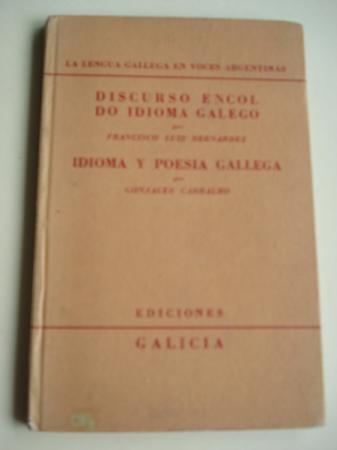 LA LENGUA GALLEGA EN VOCES ARGENTINAS
DISCURSO ENCOL
DO IDIOMA GALEGO
por
FRANCISCO LUIS BERNARDEZ
IDIOMA Y POESIA GALLEGA
por
GONZALEZ CARBALHO
EDICIONES
GALICIA